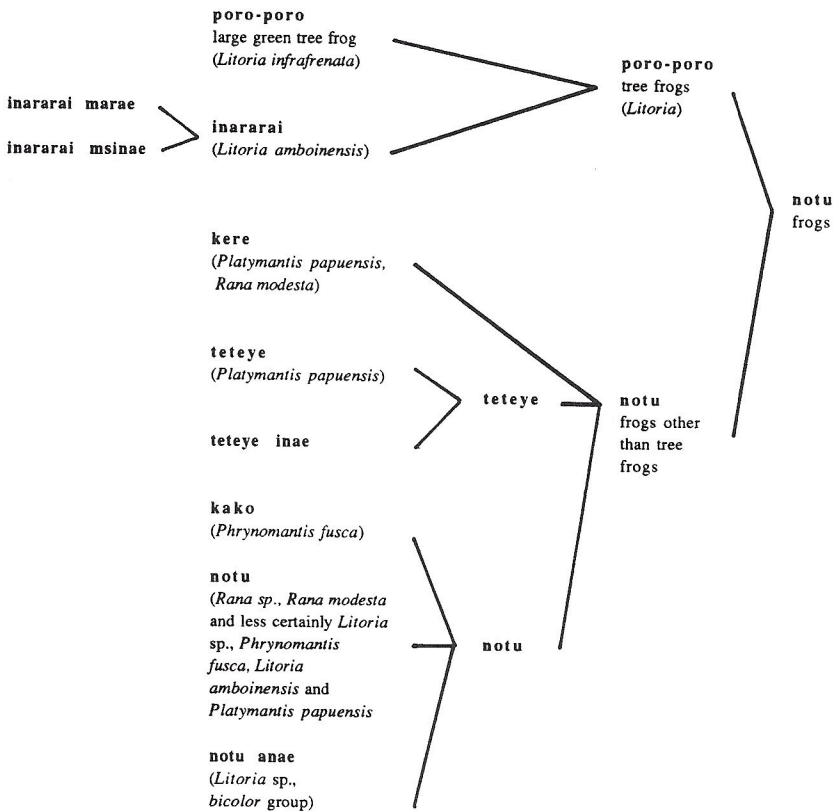 poro-poro
large green tree frog
(Litoria infrafrenata)
poro-poro
tree frogs
(Litoria)
inararai marae
inararai msinae
inararai
(Litoria amboinensis)
notu
frogs
kere
(Platymantis papuensis,
Rana modesta)
teteye
(Platymantis papuensis)
teteye
notu
frogs other
than tree
frogs
teteye inae
kako
(Phrynomantis fusca)
notu
(Rana sp., Rana modesta
and less certainly Litoria
sp., Phrynomantis
fusca, Litoria
amboinensis and
Platymantis papuensis
notu
notu anae
(Litoria sp.,
bicolor group)